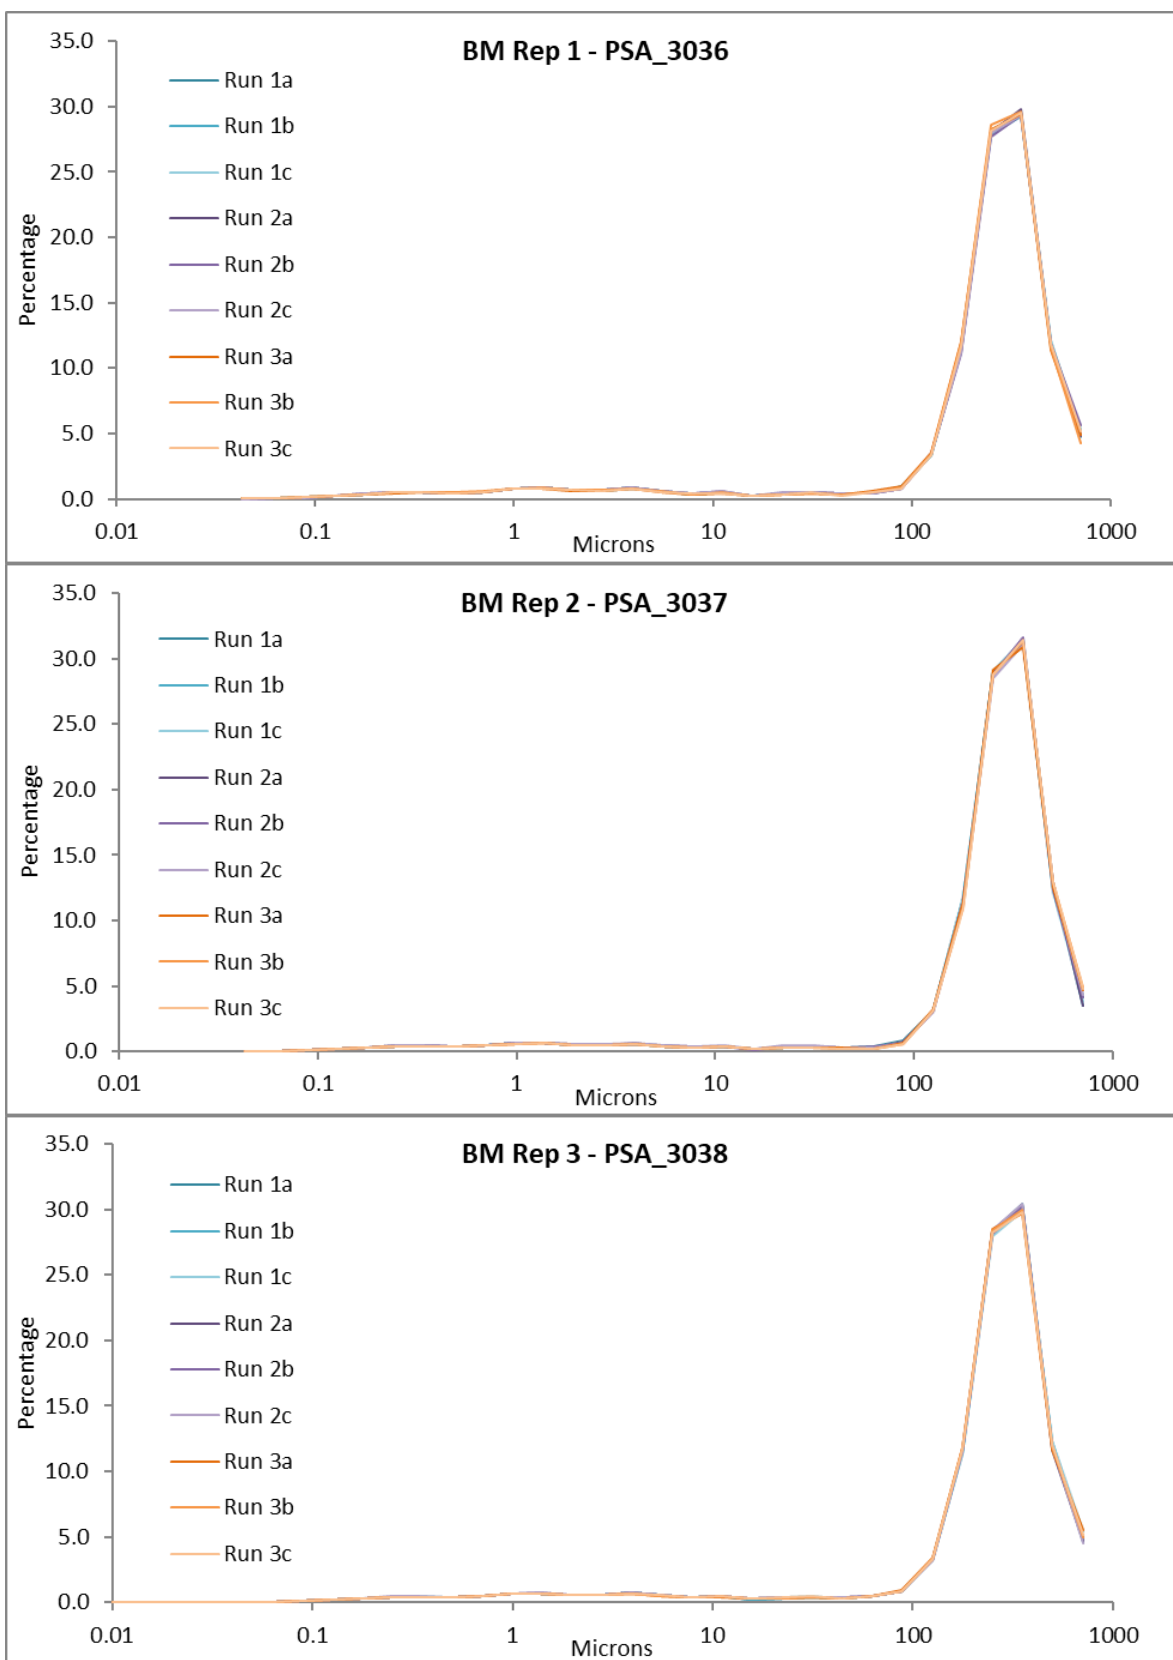 BM Rep 1 - PSA_3036
35.0
30.0
25.0
20.0
15.0
10.0
5.0
0.0
Percentage
Run 1a
Run 1b
Run 1c
Run 2a
Run 2b
Run 2c
Run 3a
Run 3b
Run 3c
0.01 0.1 1 10 100 1000
Microns
BM Rep 2 - PSA_3037
35.0
30.0
25.0
20.0
15.0
10.0
5.0
0.0
Percentage
Run 1a
Run 1b
Run 1c
Run 2a
Run 2b
Run 2c
Run 3a
Run 3b
Run 3c
0.01 0.1 1 10 100 1000
Microns
BM Rep 3 - PSA_3038
35.0
30.0
25.0
20.0
15.0
10.0
5.0
0.0
Percentage
Run 1a
Run 1b
Run 1c
Run 2a
Run 2b
Run 2c
Run 3a
Run 3b
Run 3c
0.01 0.1 1 10 100 1000
Microns